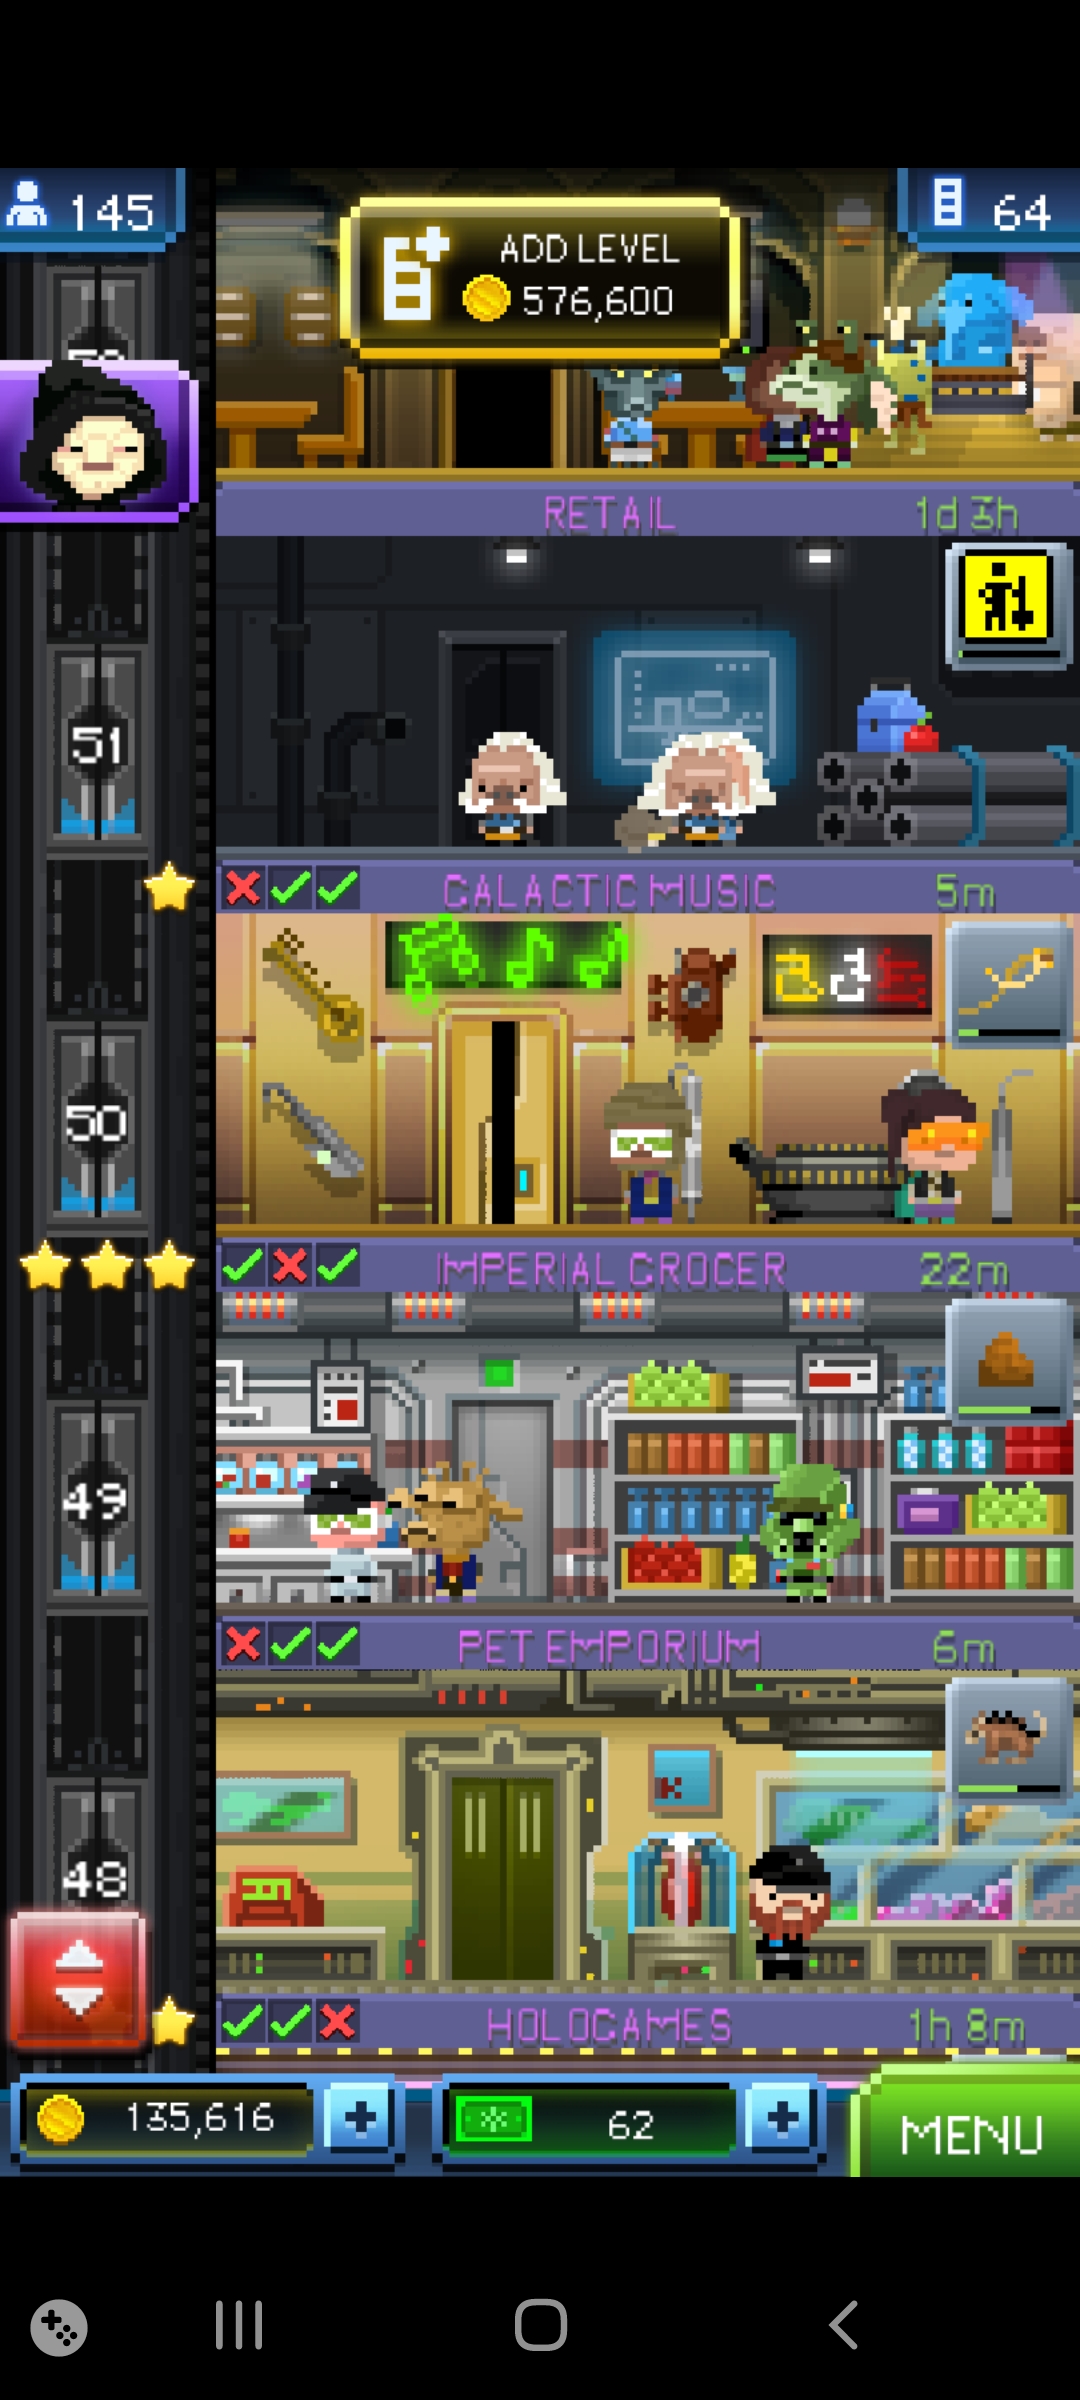 145
ADD LEVEL
576,600
64
RETAIL
1d 3h
51
GALACTIC MUSIC
5m
50
IMPERIAL GROCER
22m
49
PET EMPORIUM
6m
48
HOLOGAMES
1h 8m
135,616
62
MENU